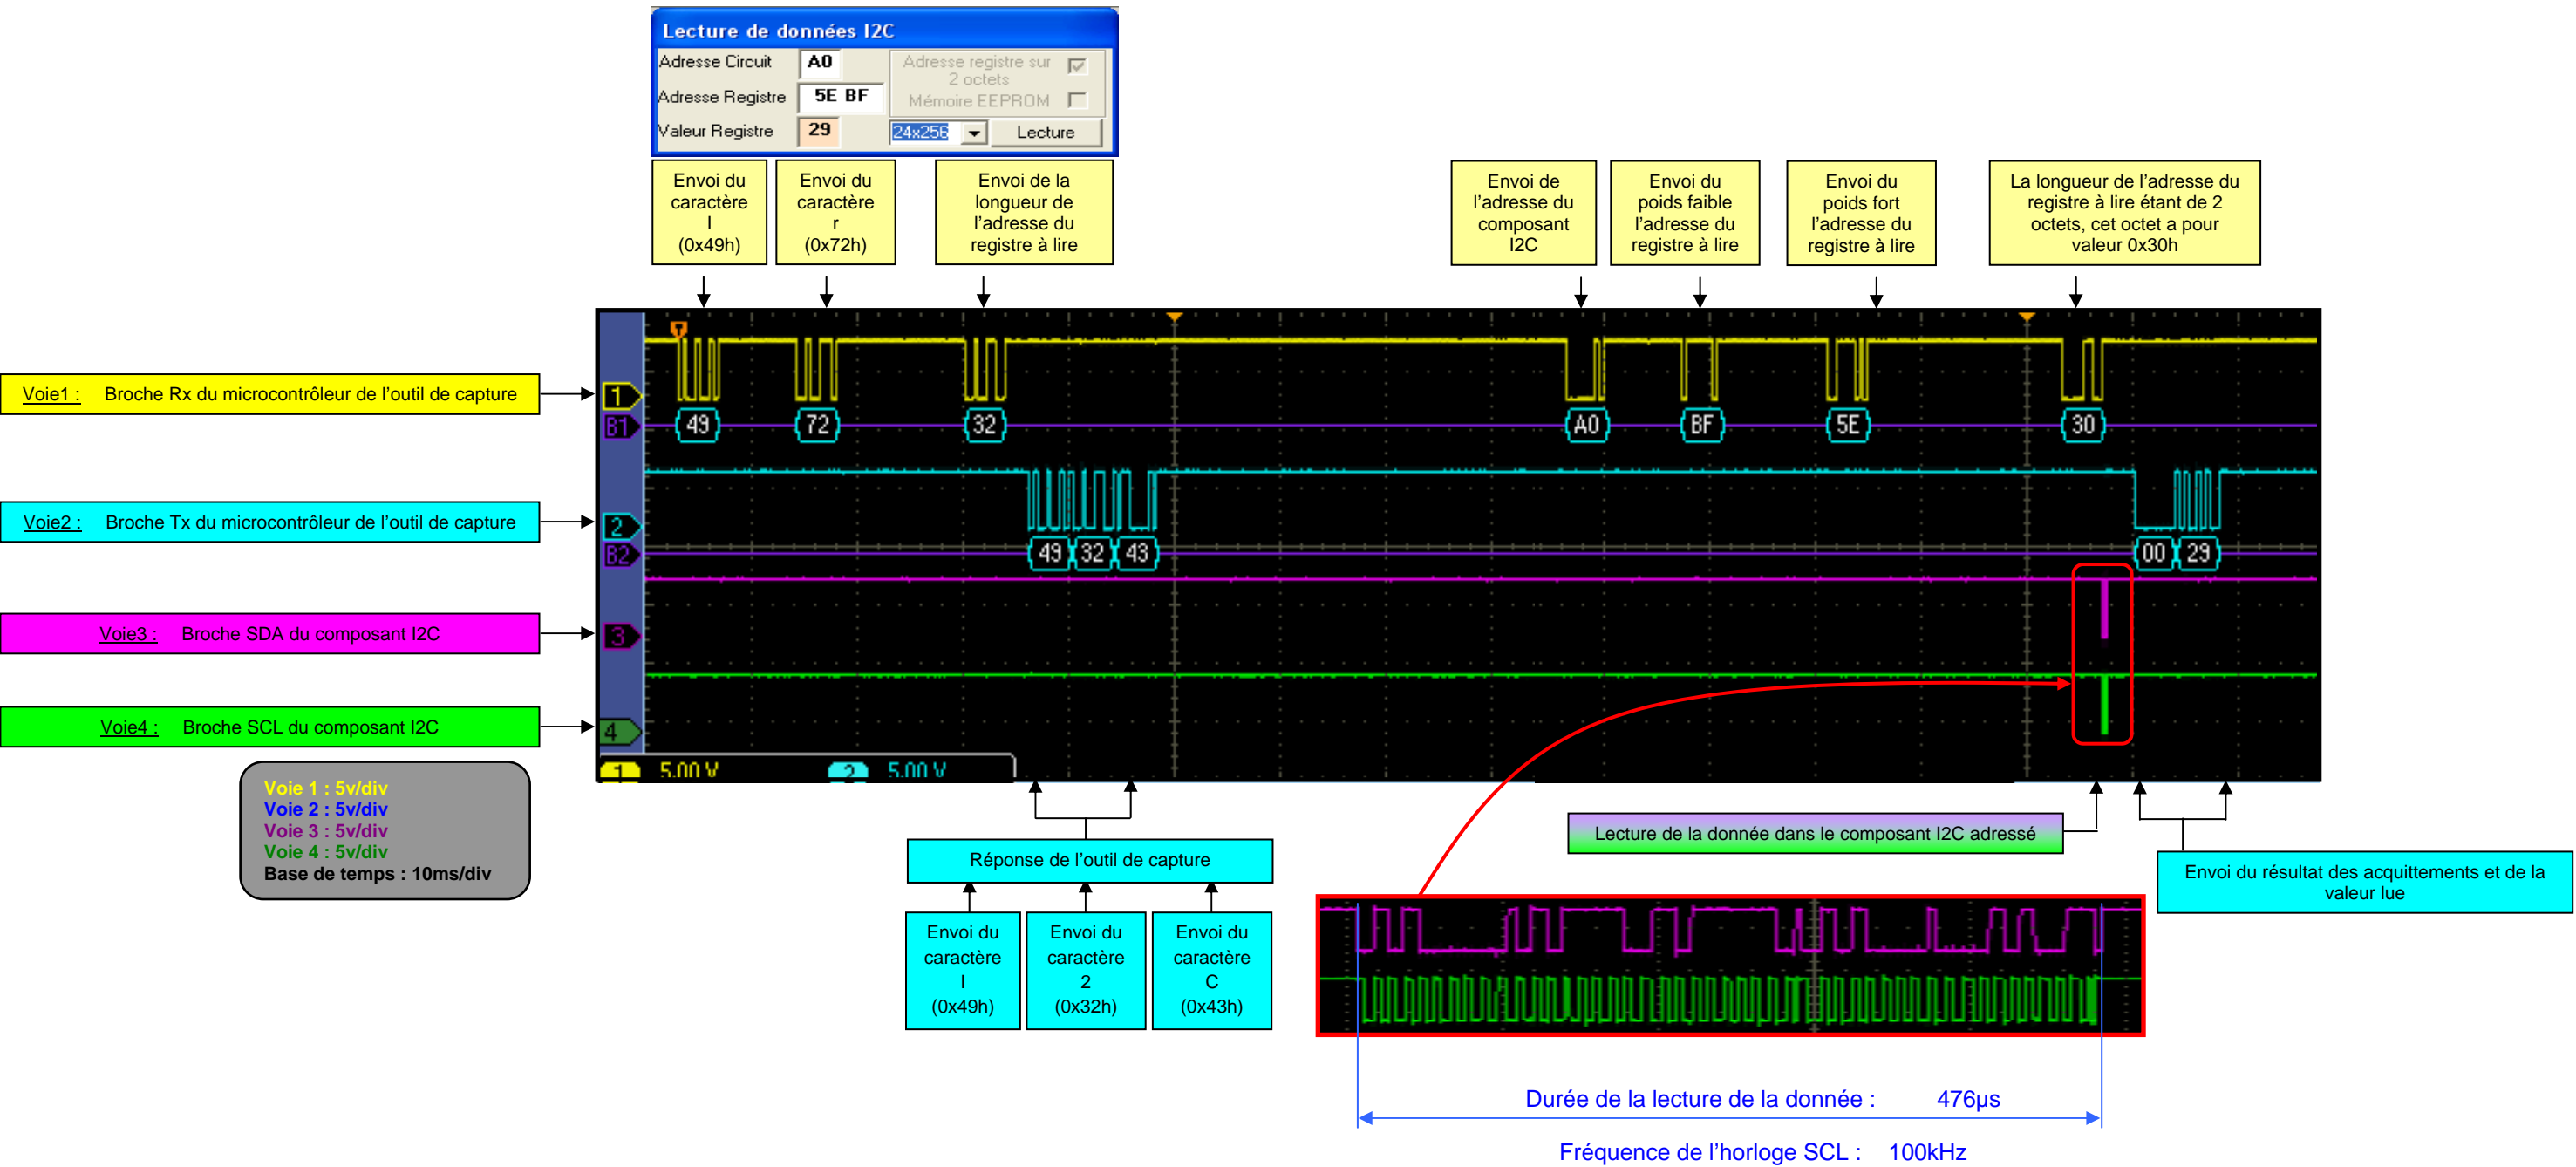 Lecture de données I2C
Adresse Circuit A0
Adresse registre sur
2 octets
Adresse Registre 5E BF
Mémoire EEPROM
Valeur Registre 29 24x256 Lecture
Envoi du
caractère
I
(0x49h)
Envoi du
caractère
r
(0x72h)
Envoi de la
longueur de
l'adresse du
registre à lire
Envoi de
l'adresse du
composant
I2C
Envoi du
poids faible
l'adresse du
registre à lire
Envoi du
poids fort
l'adresse du
registre à lire
La longueur de l'adresse du
registre à lire étant de 2
octets, cet octet a pour
valeur 0x30h
T
Voie1 : Broche Rx du microcontrôleur de l'outil de capture
1
B1 49 72 32 A0 BF 5E 30
Voie2 : Broche Tx du microcontrôleur de l'outil de capture
2
B2 49 32 43 00 29
Voie3 : Broche SDA du composant I2C
3
Voie4 : Broche SCL du composant I2C
4
1 5.00 V 2 5.00 V
Voie 1 : 5v/div
Voie 2 : 5v/div
Voie 3 : 5v/div
Voie 4 : 5v/div
Base de temps : 10ms/div
Réponse de l'outil de capture
Lecture de la donnée dans le composant I2C adressé
Envoi du résultat des acquittements et de la
valeur lue
Envoi du
caractère
I
(0x49h)
Envoi du
caractère
2
(0x32h)
Envoi du
caractère
C
(0x43h)
Durée de la lecture de la donnée : 476µs
Fréquence de l'horloge SCL : 100kHz